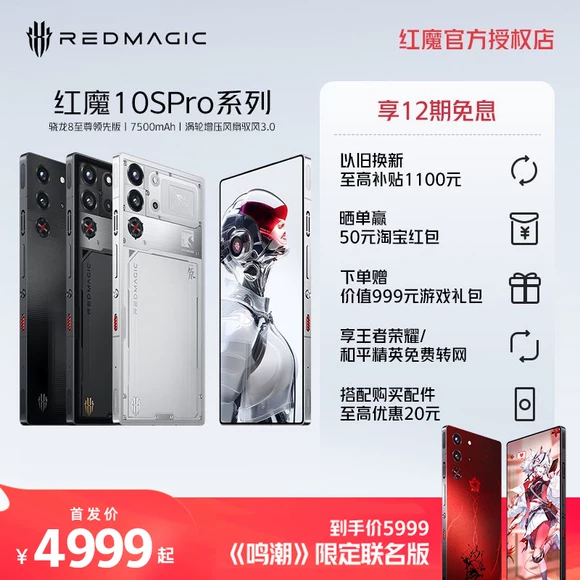 REDMAGIC
红魔官方授权店
红魔10SPro系列
骁龙8至尊领先版 | 7500mAh | 涡轮增压风扇驭风3.0
享12期免息
以旧换新
至高补贴1100元
晒单赢
50元淘宝红包
下单赠
价值999元游戏礼包
享王者荣耀/
和平精英免费转网
搭配购买配件
至高优惠20元
REDMAGIC
REDMAGIC
首发价
¥4999起
到手价5999
《鸣潮》限定联名版